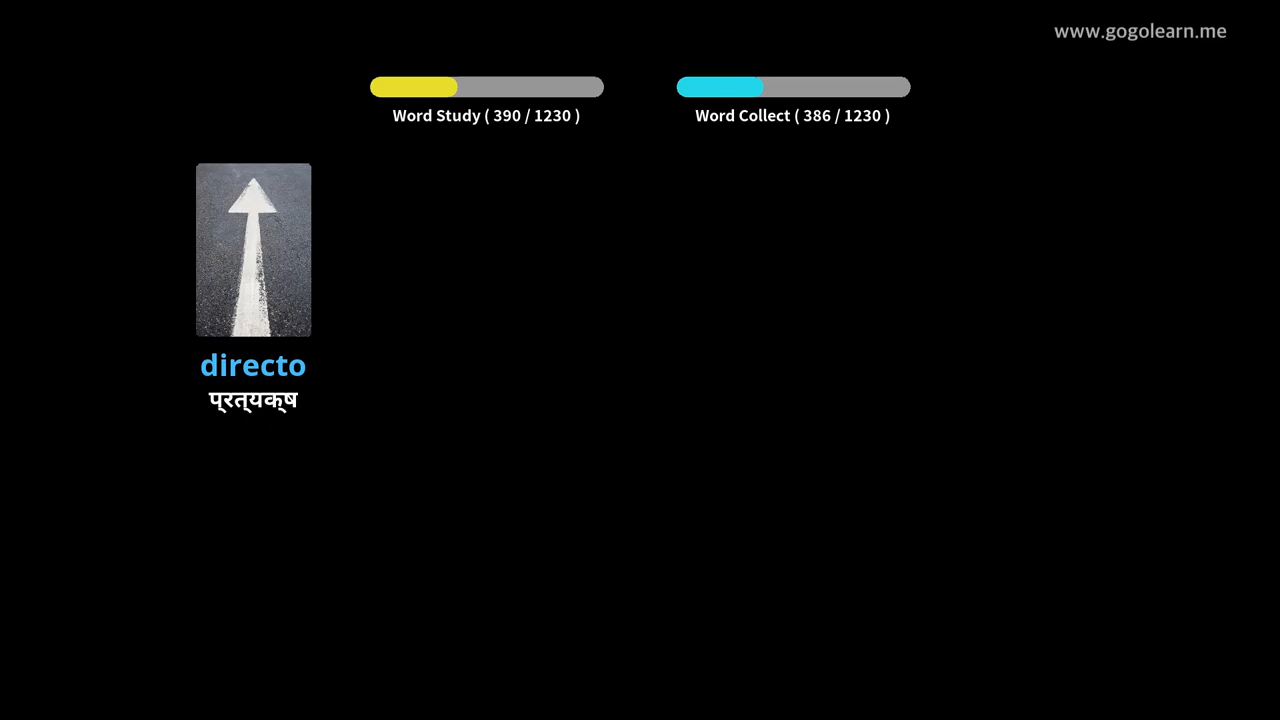 www.gogolearn.me
Word Study ( 390 / 1230 )
Word Collect ( 386 / 1230 )
directo
प्रत्यक्ष